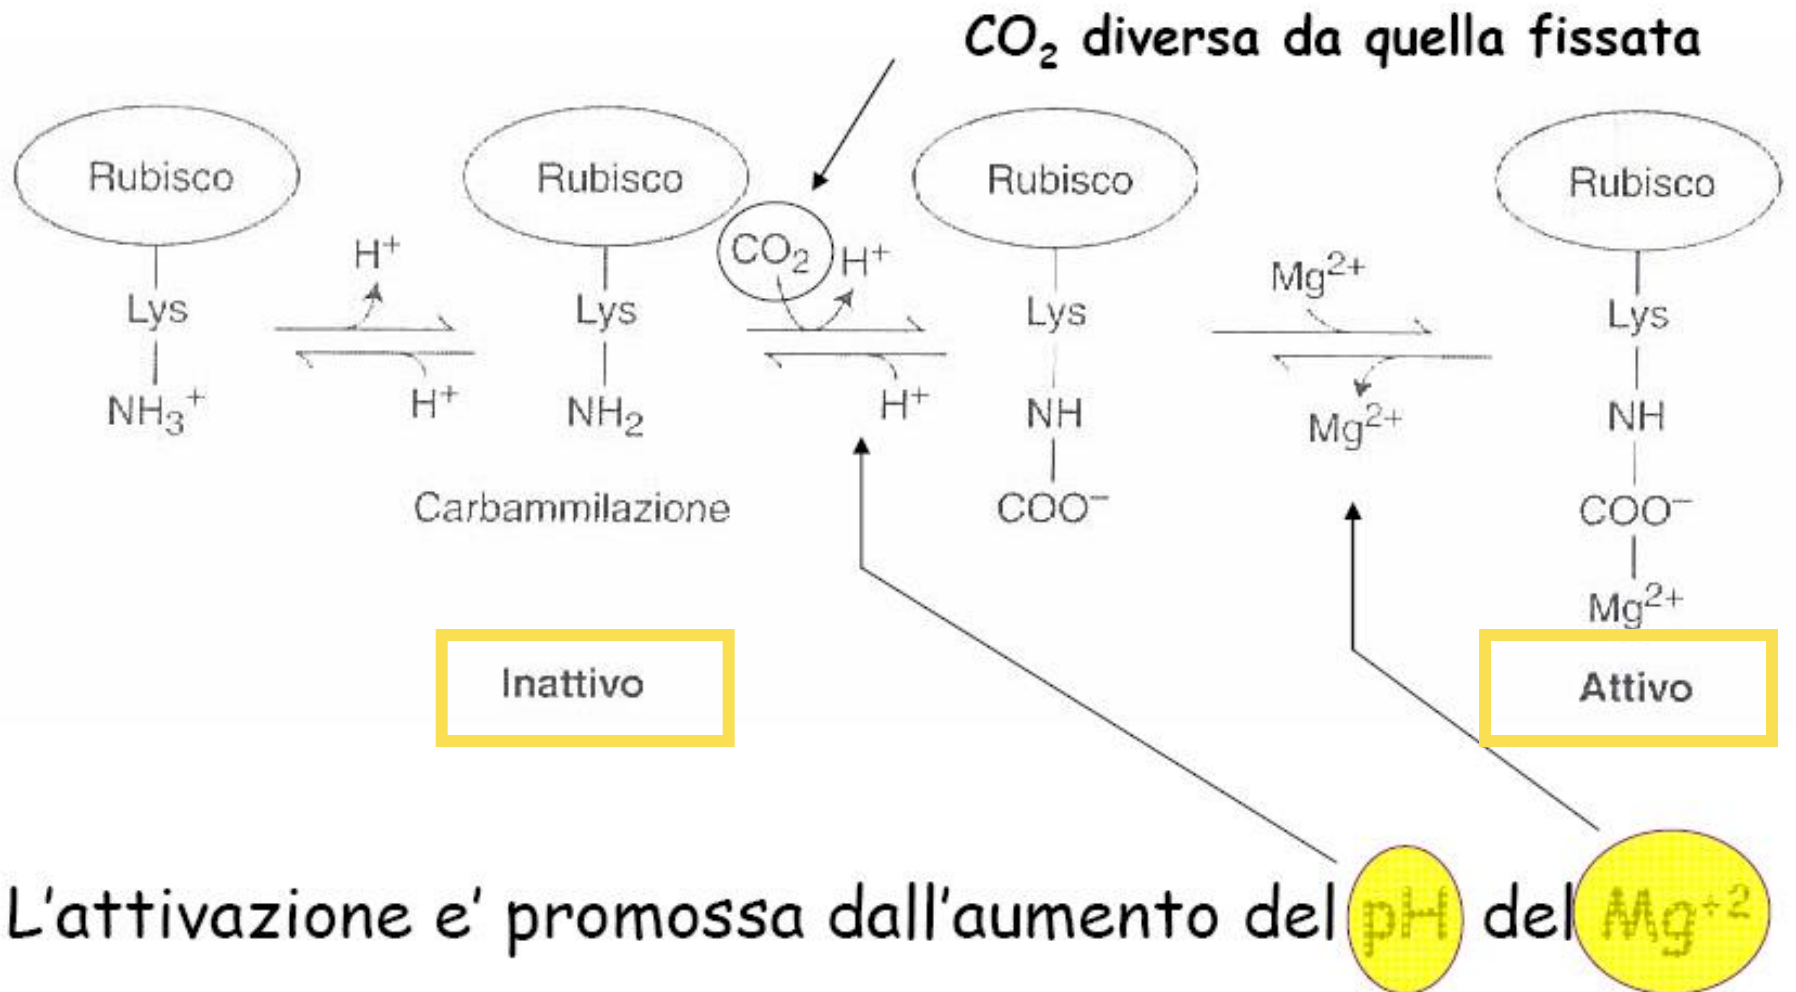 CO₂ diversa da quella fissata
Rubisco Rubisco Rubisco Rubisco
CO₂ H⁺
H⁺ Mg²⁺
Lys Lys Lys Lys
H⁺ H⁺ Mg²⁺
NH₃⁺ NH₂ NH NH
Carbammilazione COO⁻ COO⁻
Mg²⁺
Inattivo Attivo
L'attivazione e' promossa dall'aumento del pH del Mg⁺²